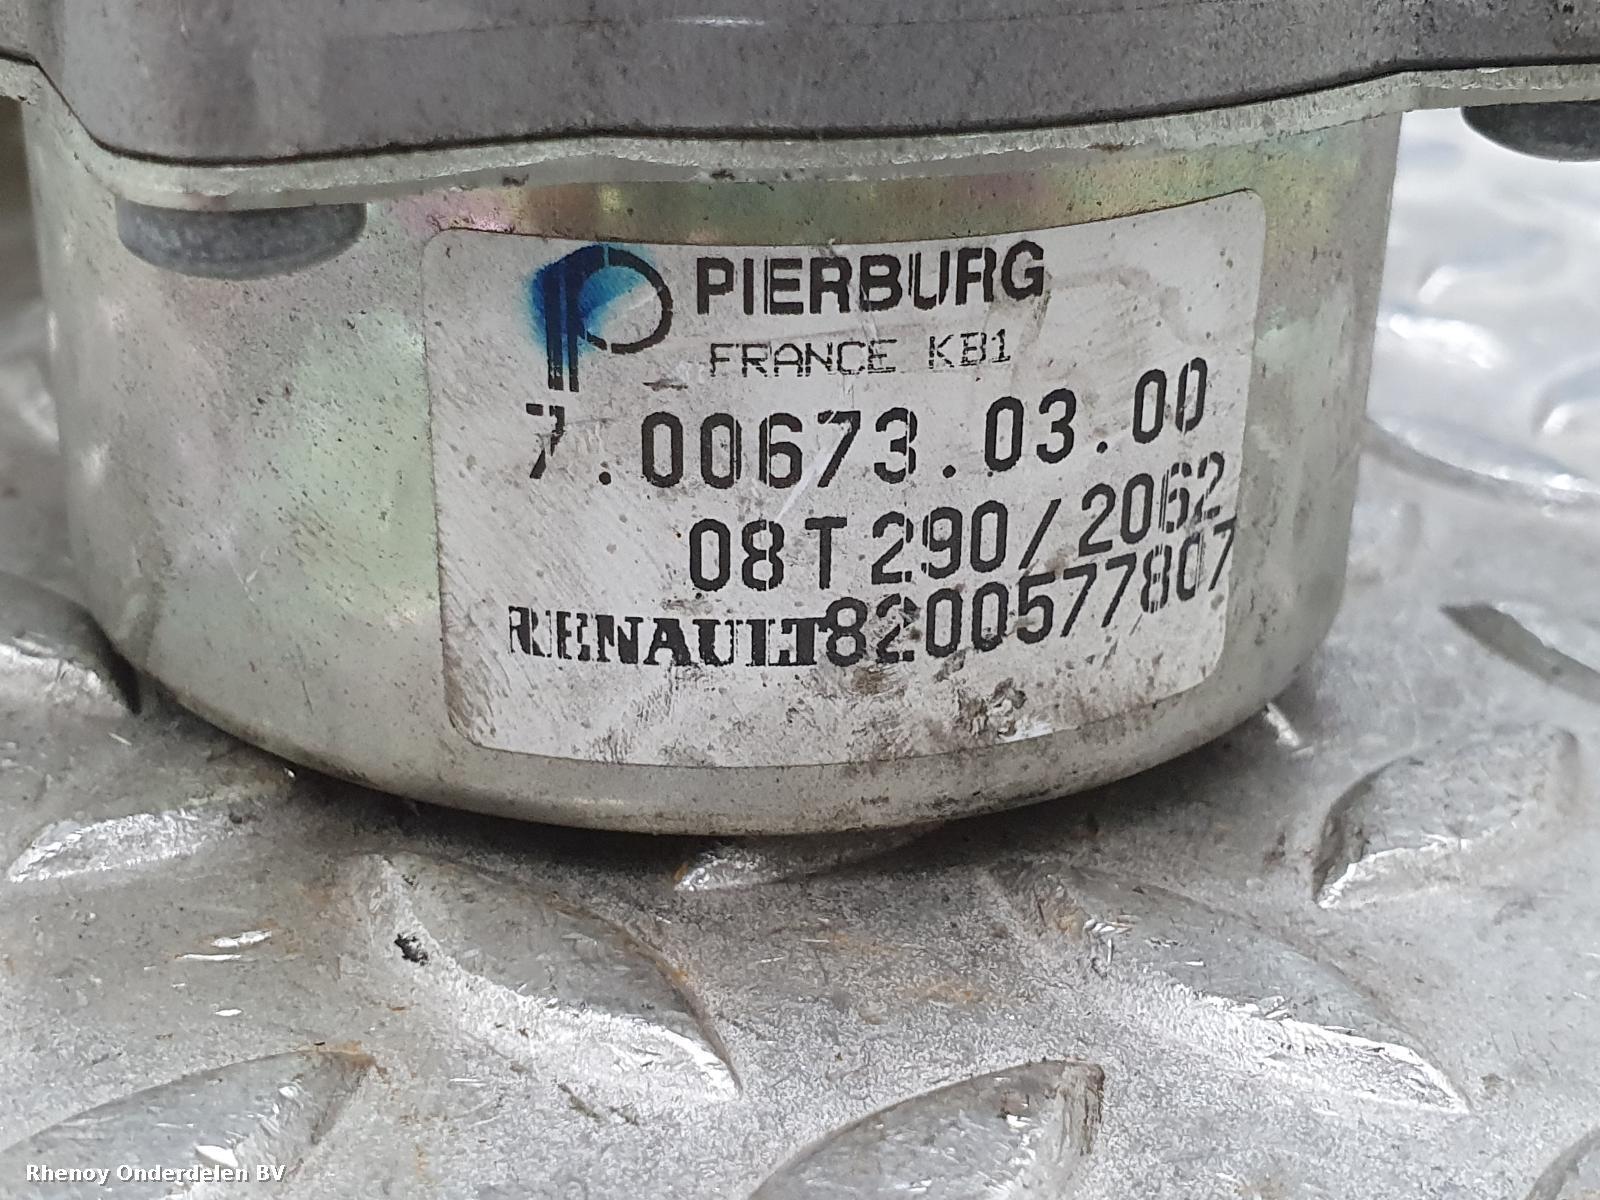 PIERBURG
FRANCE KB1
7.00673.03.00
08T290/2062
RENAULT8200577807
Rhenoy Onderdelen BV